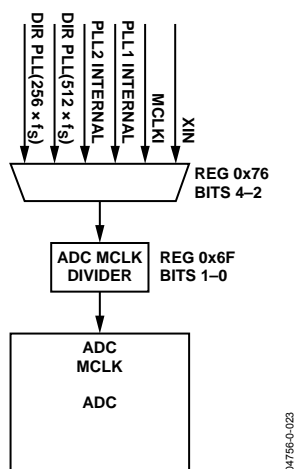 DIR PLL(256 × fS)
DIR PLL(512 × fS)
PLL2 INTERNAL
PLL1 INTERNAL
MCLKI
XIN
REG 0x76
BITS 4–2
ADC MCLK
DIVIDER
REG 0x6F
BITS 1–0
ADC
MCLK
ADC
04756-0-023